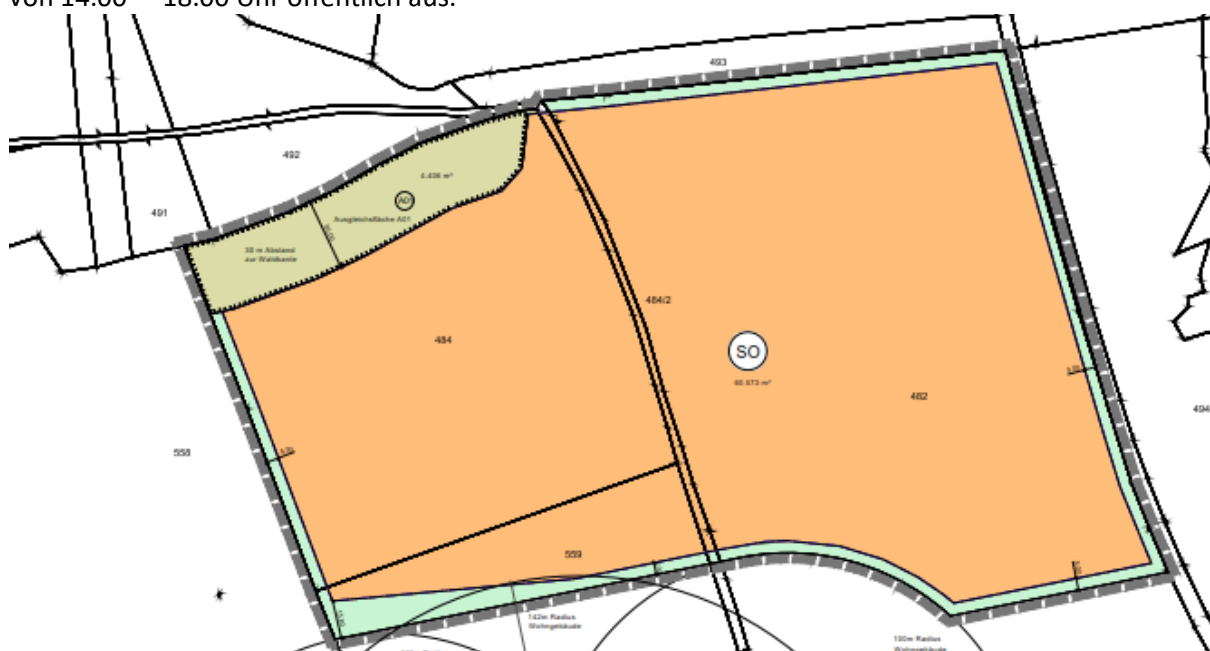 von 14:00 – 18:00 Uhr öffentlich aus.
493
492
4.406 m²
A01
491
Ausgleichsfläche A01
30 m Abstand
zur Waldkante
484/2
484
SO
482
494
558
559
142m Radius
Wohngebäude
100m Radius
Wohngebäude